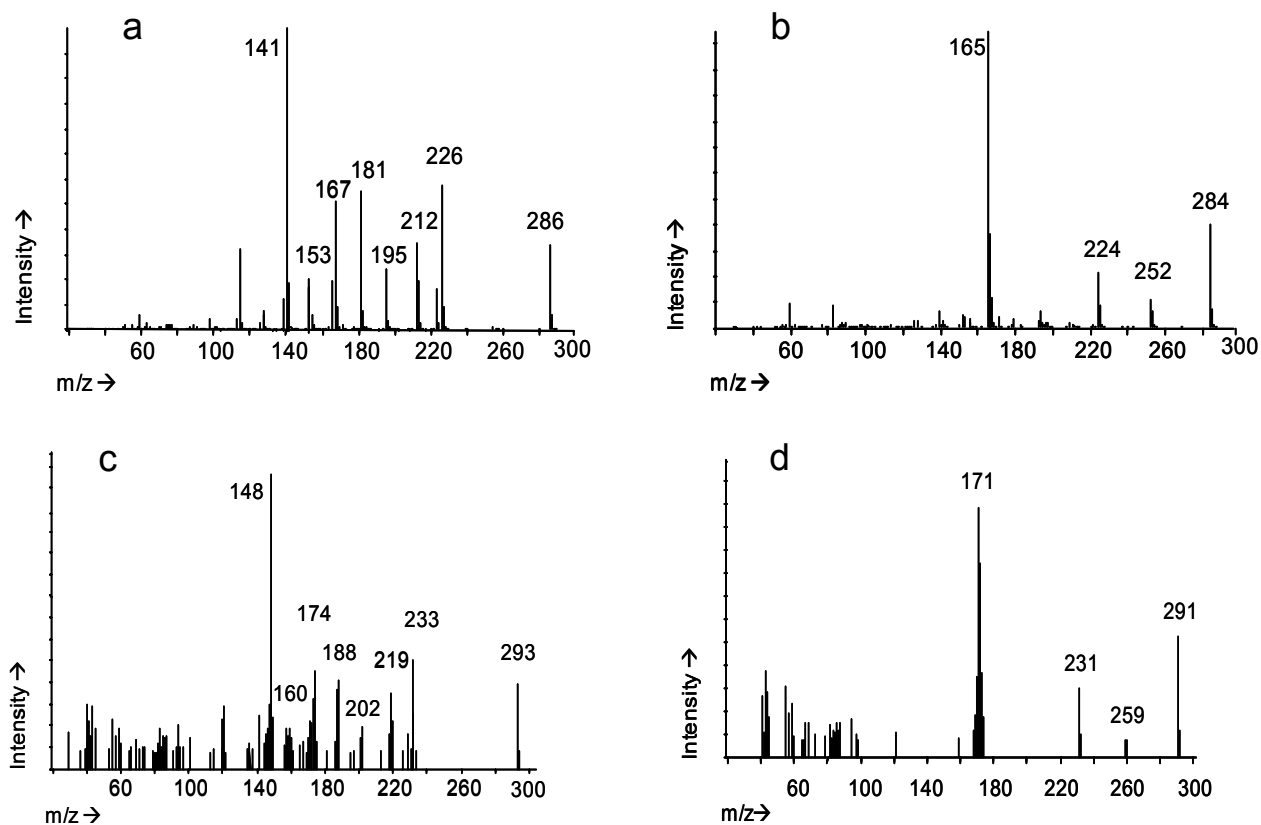 a
141
181
226
167
212
286
153
195
Intensity →
60 100 140 180 220 260 300
m/z →
b
165
284
224
252
Intensity →
60 100 140 180 220 260 300
m/z →
c
148
174
233
188
219
293
160
202
Intensity →
60 100 140 180 220 260 300
m/z →
d
171
291
231
259
Intensity →
60 100 140 180 220 260 300
m/z→